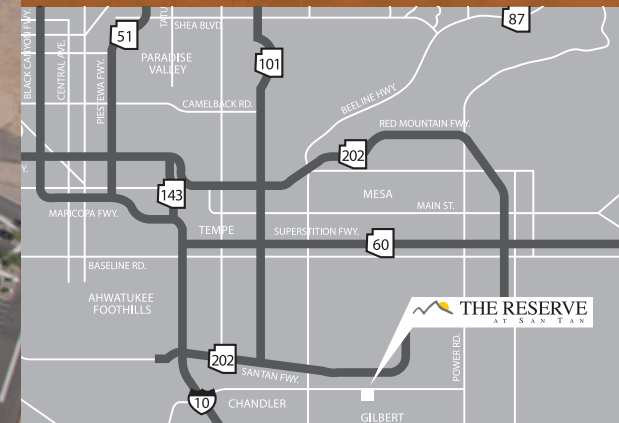 BLACK CANYON FWY.
CENTRAL AVE.
PIESTEWA FWY.
51
TATU
SHEA BLVD.
PARADISE
VALLEY
101
87
CAMELBACK RD.
BEELINE HWY.
RED MOUNTAIN FWY.
202
Y.
143
MESA
MAIN ST.
MARICOPA FWY.
TEMPE
SUPERSTITION FWY.
60
BASELINE RD.
AHWATUKEE
FOOTHILLS
THE RESERVE
AT SAN TAN
POWER RD.
202
SANTAN FWY.
10
CHANDLER
GILBERT